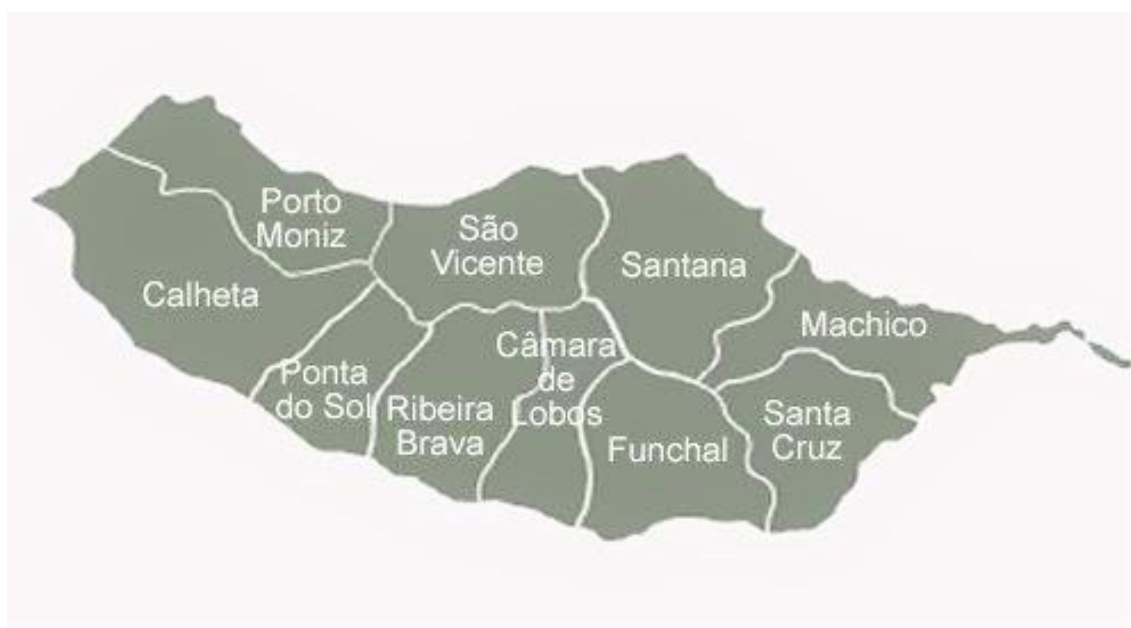 Porto
Moniz
São
Vicente
Santana
Calheta
Machico
Câmara
de
Lobos
Ponta
do Sol
Ribeira
Brava
Funchal
Santa
Cruz